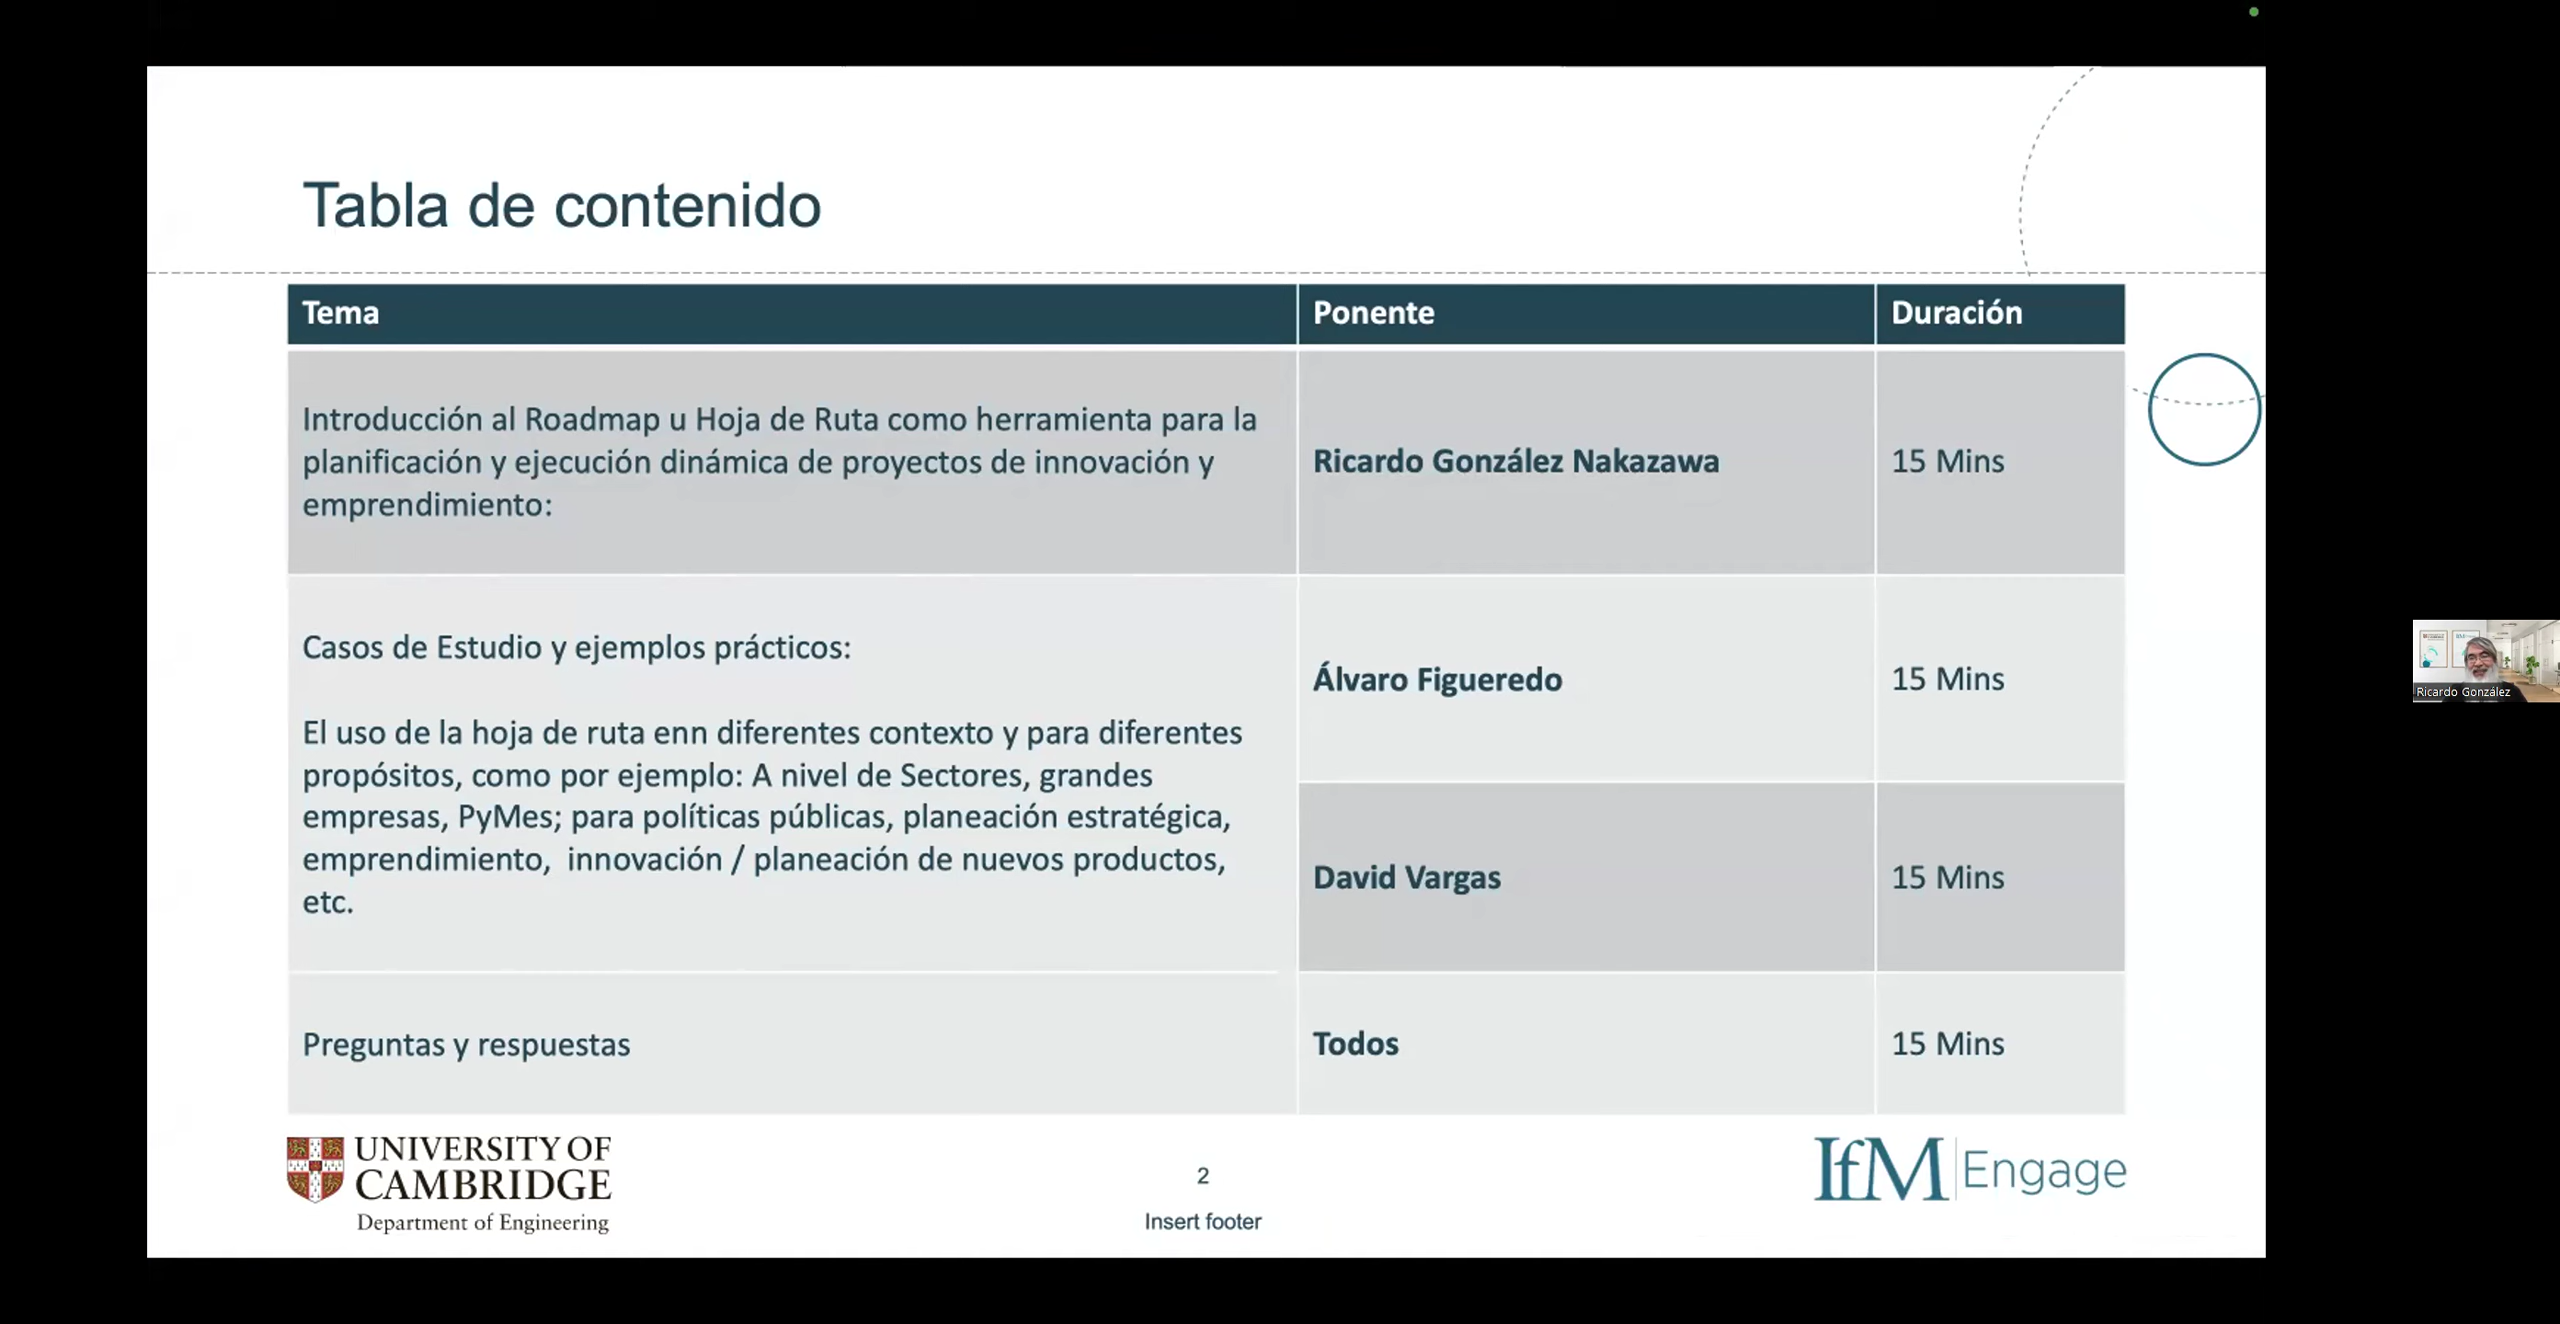 Tabla de contenido
Tema
Ponente
Duración
Introducción al Roadmap u Hoja de Ruta como herramienta para la
planificación y ejecución dinámica de proyectos de innovación y
emprendimiento:
Ricardo González Nakazawa
15 Mins
Casos de Estudio y ejemplos prácticos:
El uso de la hoja de ruta enn diferentes contexto y para diferentes
propósitos, como por ejemplo: A nivel de Sectores, grandes
empresas, PyMes; para políticas públicas, planeación estratégica,
emprendimiento,  innovación / planeación de nuevos productos,
etc.
Álvaro Figueredo
15 Mins
David Vargas
15 Mins
Preguntas y respuestas
Todos
15 Mins
UNIVERSITY OF
CAMBRIDGE
Department of Engineering
2
Insert footer
IfM Engage
Ricardo González